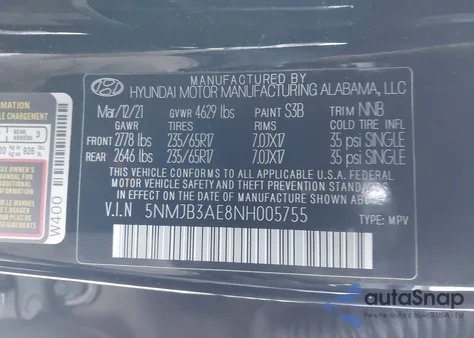 MANUFACTURED BY
HYUNDAI MOTOR MANUFACTURING ALABAMA, LLC
Mar/12/21 GVWR 4629 lbs PAINT S3B TRIM NNB
GAWR TIRES RIMS COLD TIRE INFL
FRONT 2778 lbs 235/65R17 7.0JX17 35 psi SINGLE
REAR 2646 lbs 235/65R17 7.0JX17 35 psi SINGLE
THIS VEHICLE CONFORMS TO ALL APPLICABLE
U.S. FEDERAL MOTOR VEHICLE SAFETY STANDARDS
IN EFFECT ON THE DATE OF MANUFACTURE SHOWN ABOVE.
V.I.N 5NMJB3AE8NH005755
TYPE: MPV
W400
autoSnap